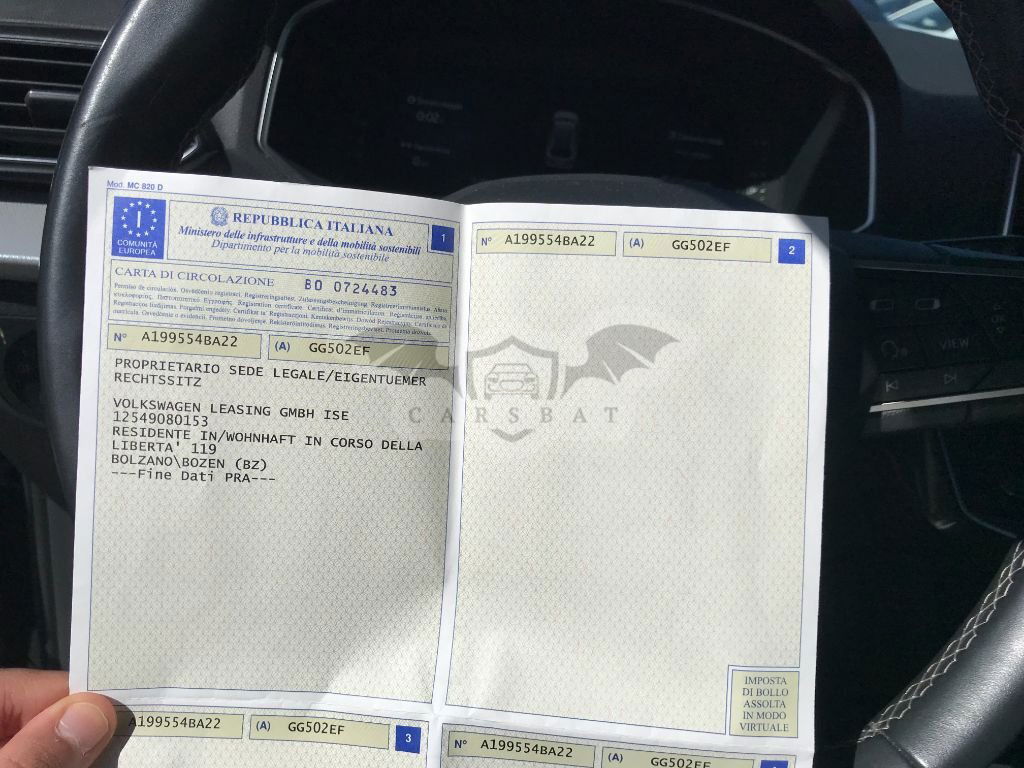 Mod. MC 820 D
COMUNITÀ
EUROPEA
I
REPUBBLICA ITALIANA
Ministero delle infrastrutture e della mobilità sostenibili
Dipartimento per la mobilità sostenibile
1
CARTA DI CIRCOLAZIONE BO 0724483
N° A199554BA22 (A) GG502EF
PROPRIETARIO SEDE LEGALE/EIGENTUEMER
RECHTSSITZ
VOLKSWAGEN LEASING GMBH ISE
12549080153
RESIDENTE IN/WOHNHAFT IN CORSO DELLA
LIBERTA' 119
BOLZANO\BOZEN (BZ)
---Fine Dati PRA---
N° A199554BA22 (A) GG502EF 2
IMPOSTA
DI BOLLO
ASSOLTA
IN MODO
VIRTUALE
A199554BA22 (A) GG502EF 3
N° A199554BA22 (A) GG502EF
CARSBAT
VIEW
OK